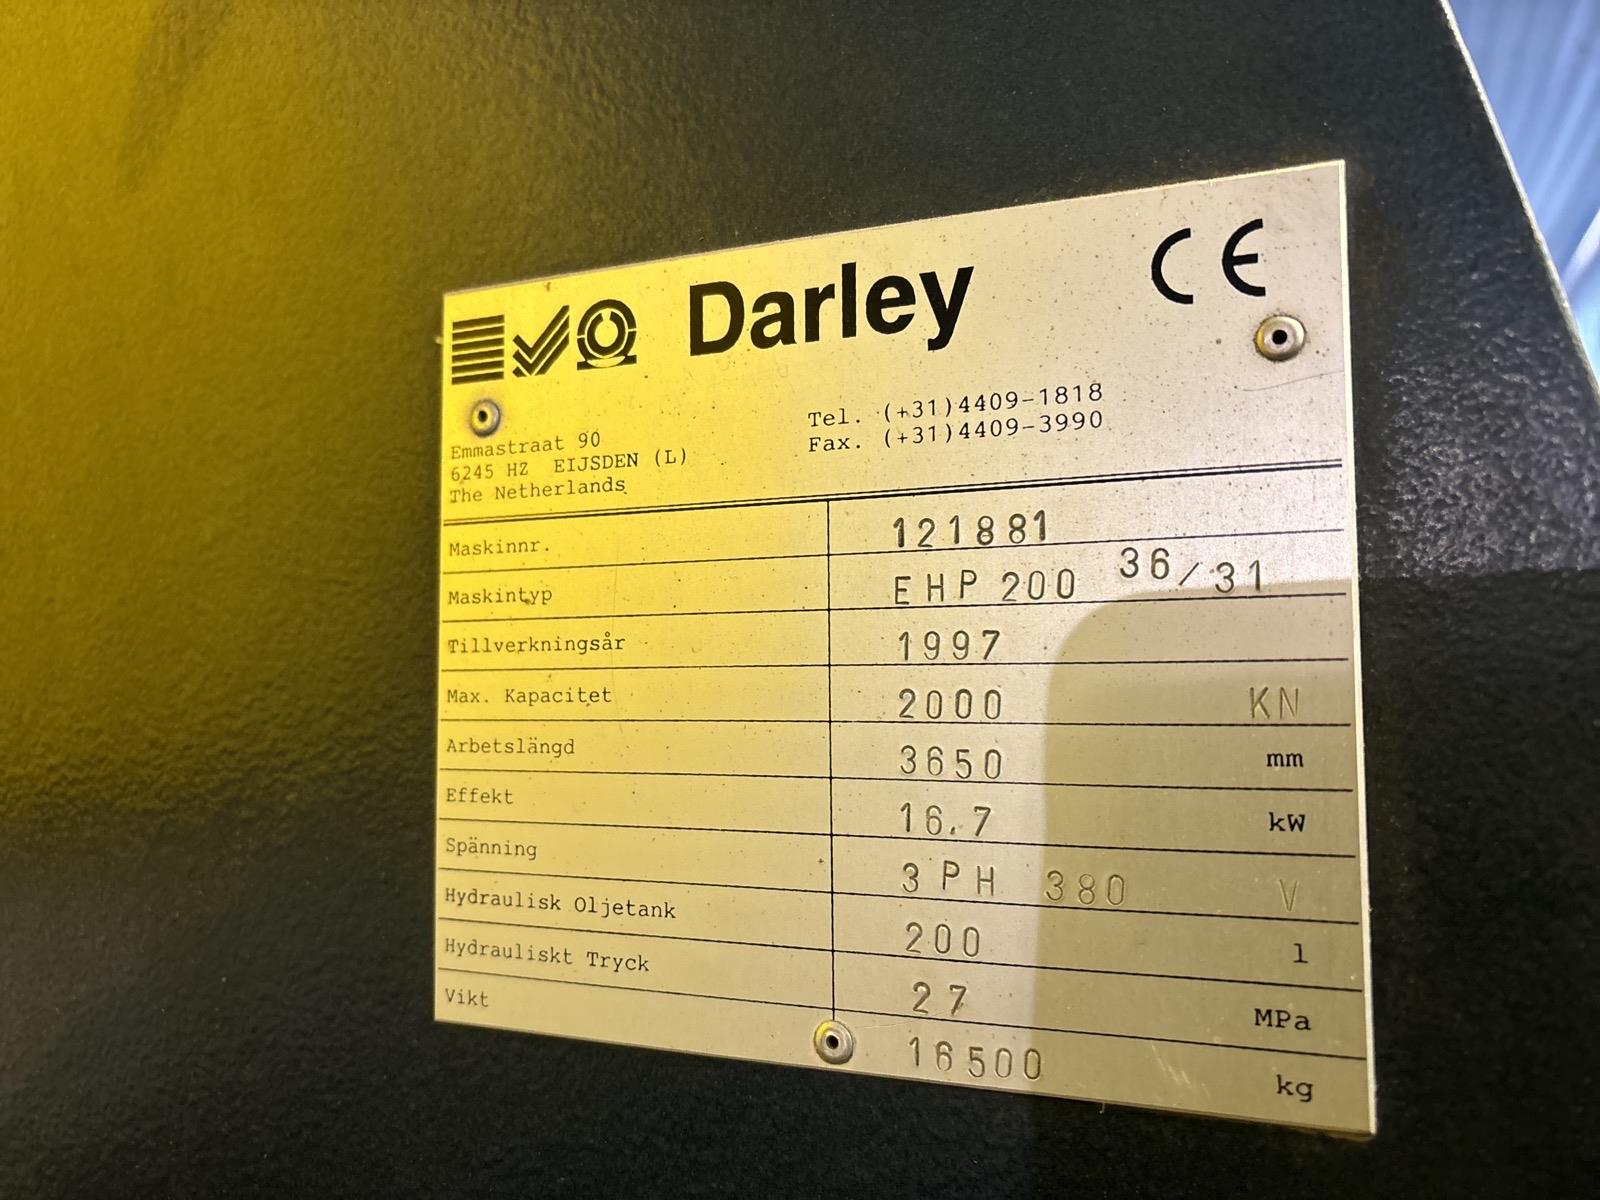 Darley CE
Emmastraat 90
6245 HZ EIJSDEN (L)
The Netherlands
Tel. (+31)4409-1818
Fax. (+31)4409-3990
Maskinnr. 121881
Maskintyp EHP 200 36/31
Tillverkningsår 1997
Max. Kapacitet 2000 KN
Arbetslängd 3650 mm
Effekt 16.7 kW
Spänning 3 PH 380 V
Hydraulisk Oljetank 200 l
Hydrauliskt Tryck 27 MPa
Vikt 16500 kg